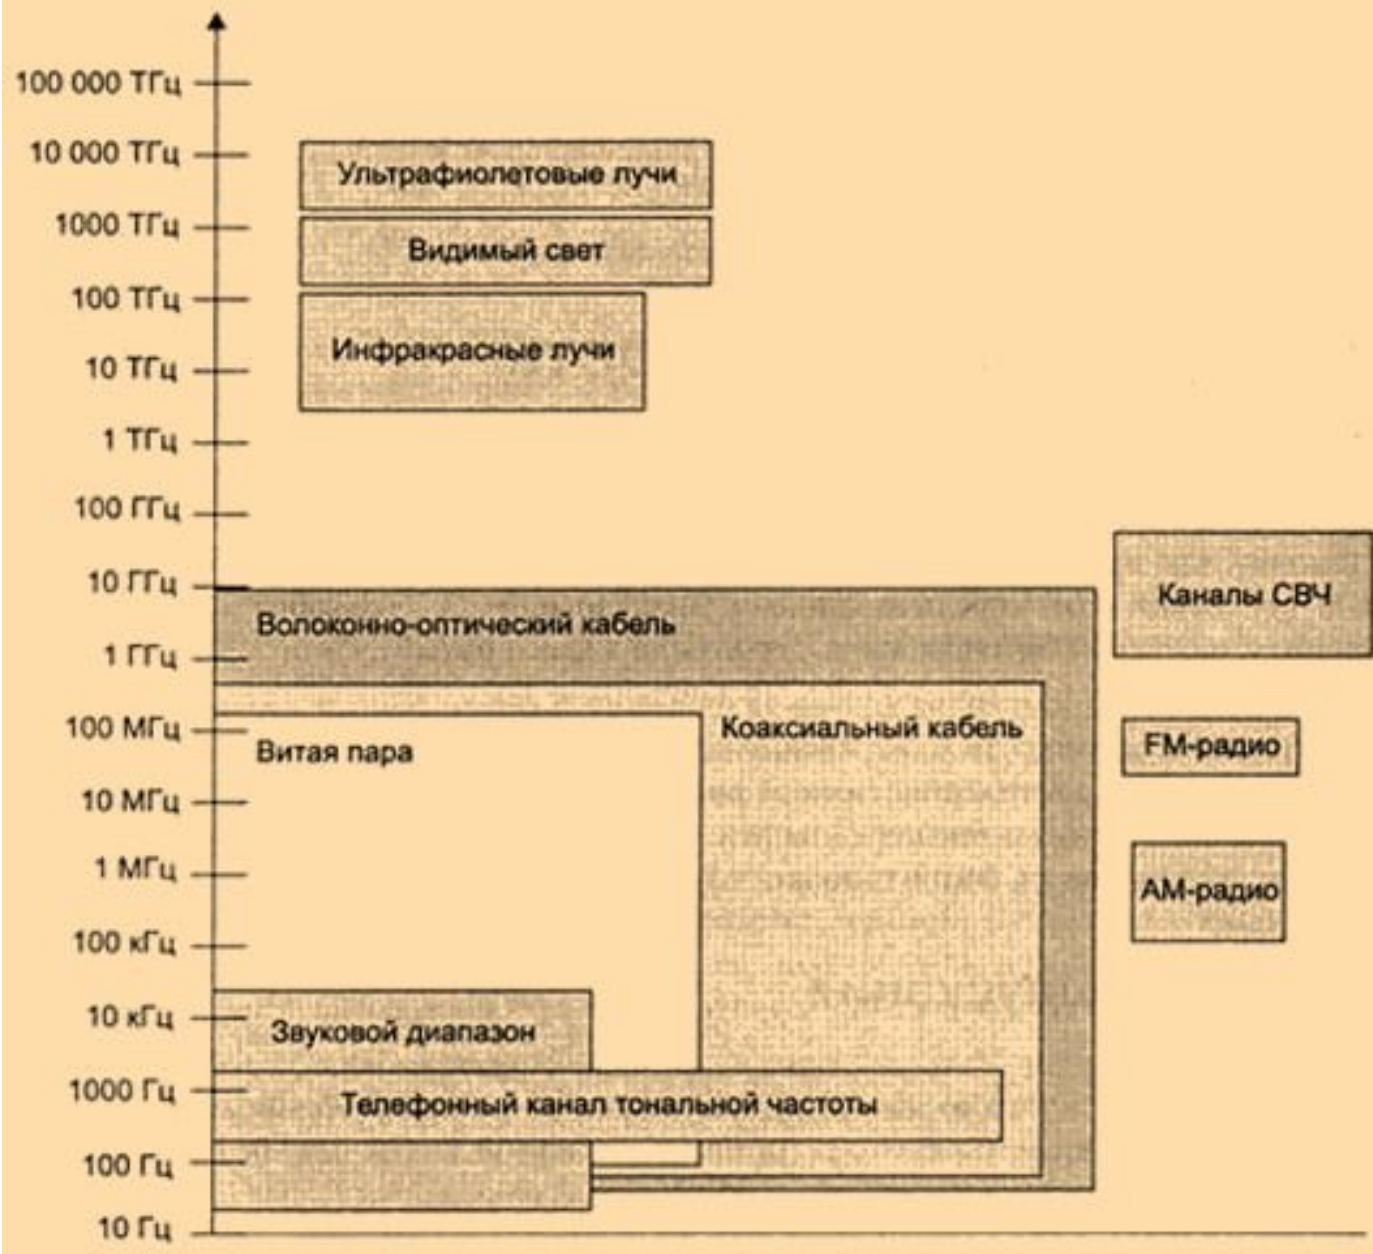 100 000 ТГц
10 000 ТГц
Ультрафиолетовые лучи
1000 ТГц
Видимый свет
100 ТГц
Инфракрасные лучи
10 ТГц
1 ТГц
100 ГГц
10 ГГц
Каналы СВЧ
Волоконно-оптический кабель
1 ГГц
100 МГц
Коаксиальный кабель
FM-радио
Витая пара
10 МГц
1 МГц
АМ-радио
100 кГц
10 кГц
Звуковой диапазон
1000 Гц
Телефонный канал тональной частоты
100 Гц
10 Гц